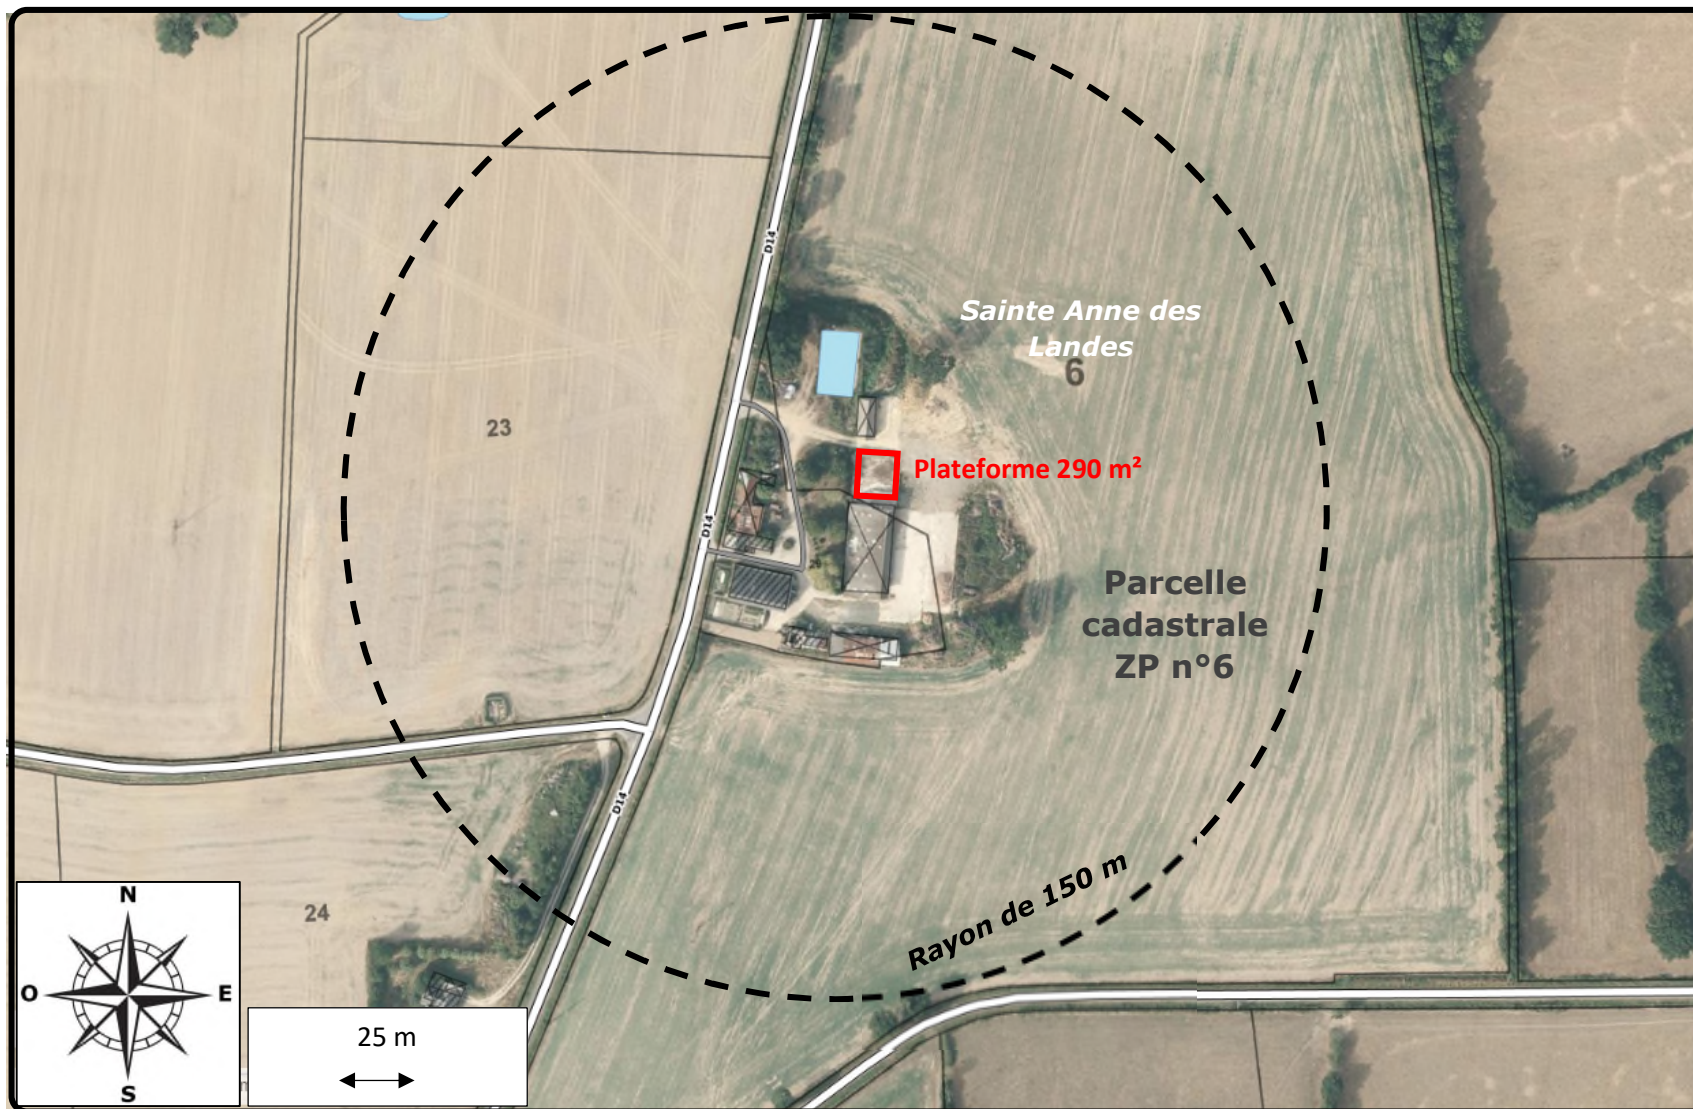 D14
Sainte Anne des
Landes
6
23
Plateforme 290 m²
D14
Parcelle
cadastrale
ZP n°6
D14
Rayon de 150 m
24
N
O
E
S
25 m